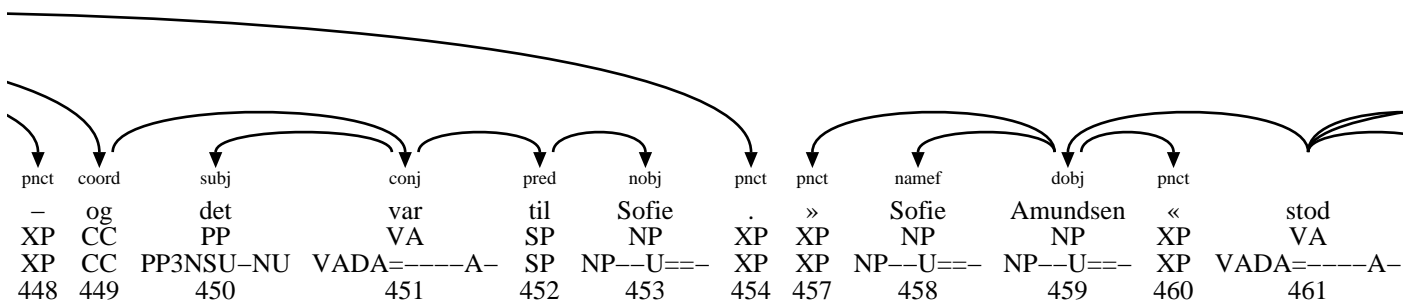 pnct coord subj conj pred nobj pnct pnct namef dobj pnct
– og det var til Sofie . » Sofie Amundsen « stod
XP CC PP VA SP NP XP XP NP NP XP VA
XP CC PP3NSU–NU VADA=––––A– SP NP––U==– XP XP NP––U==– NP––U==– XP VADA=––––A–
448 449 450 451 452 453 454 457 458 459 460 461